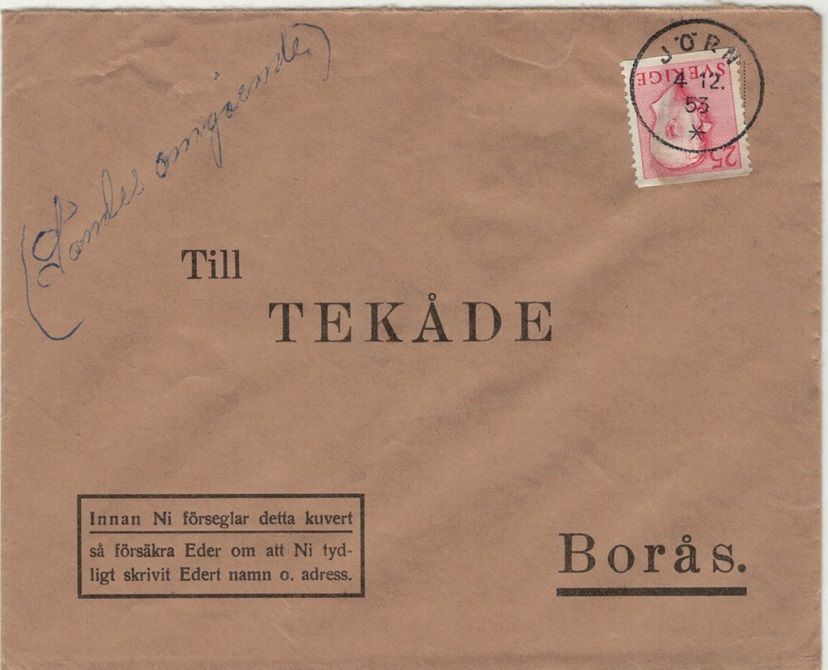 (Sändes omgående)
JÖRN
4 12.
53
*
SVERIGE
25
Till
TEKÅDE
Innan Ni förseglar detta kuvert
så försäkra Eder om att Ni tyd-
ligt skrivit Edert namn o. adress.
Borås.